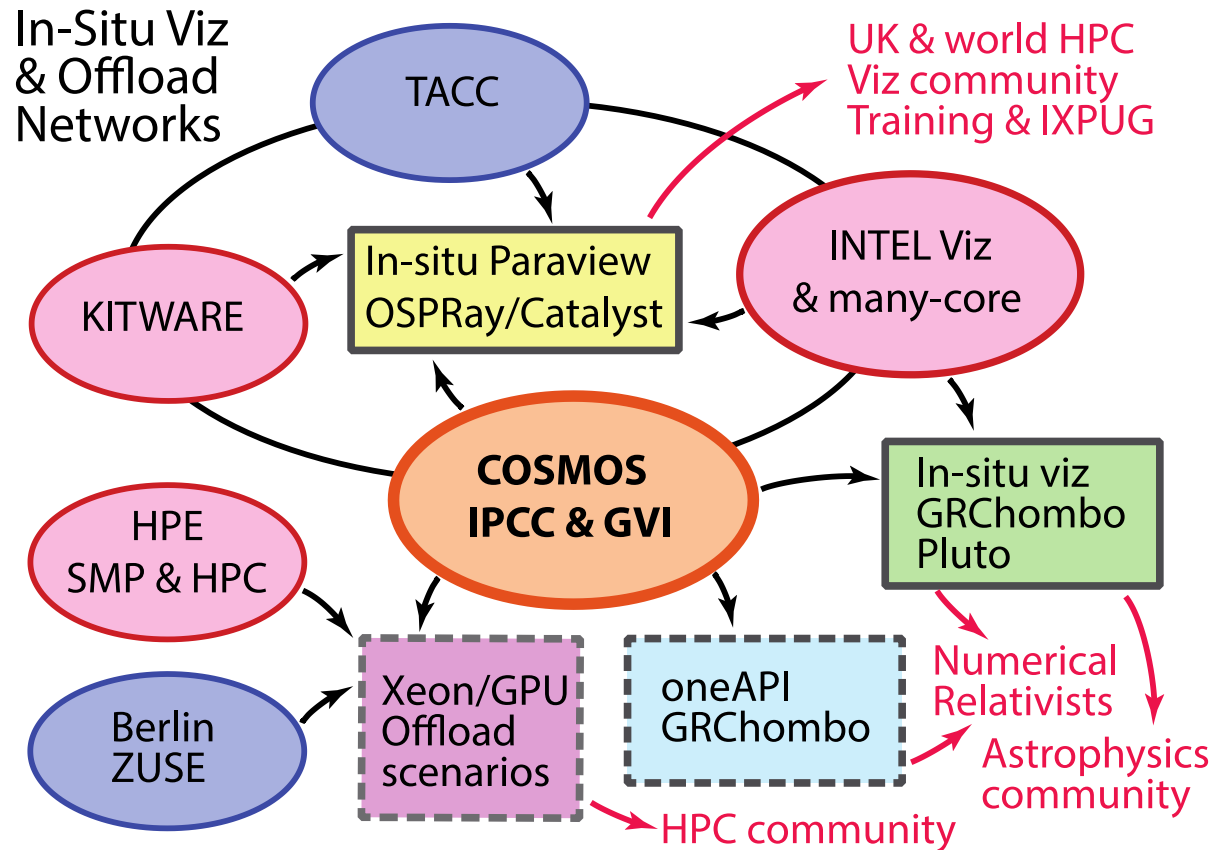 In-Situ Viz
& Offload
Networks
TACC
UK & world HPC
Viz community
Training & IXPUG
KITWARE
In-situ Paraview
OSPRay/Catalyst
INTEL Viz
& many-core
COSMOS
IPCC & GVI
In-situ viz
GRChombo
Pluto
HPE
SMP & HPC
Berlin
ZUSE
Xeon/GPU
Offload
scenarios
oneAPI
GRChombo
Numerical
Relativists
Astrophysics
community
HPC community